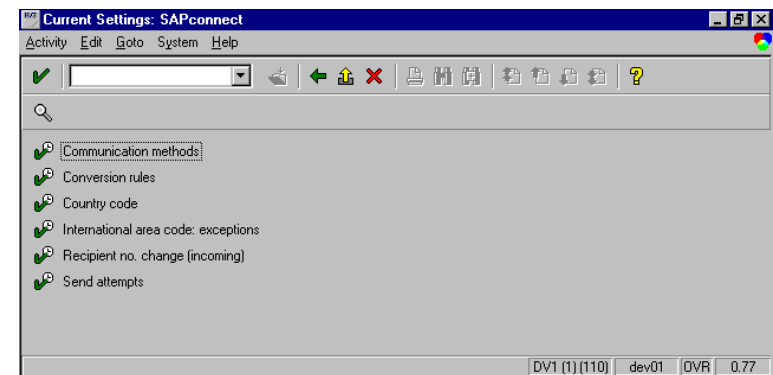 R/3 Current Settings: SAPconnect
Activity Edit Goto System Help
Communication methods
Conversion rules
Country code
International area code: exceptions
Recipient no. change (incoming)
Send attempts
DV1 (1) (110) dev01 OVR 0.77